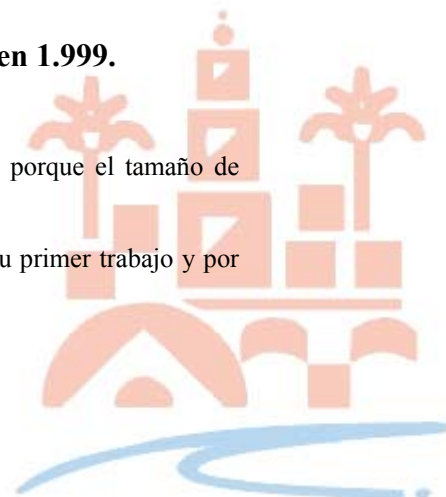 en 1.999.
porque el tamaño de
u primer trabajo y por